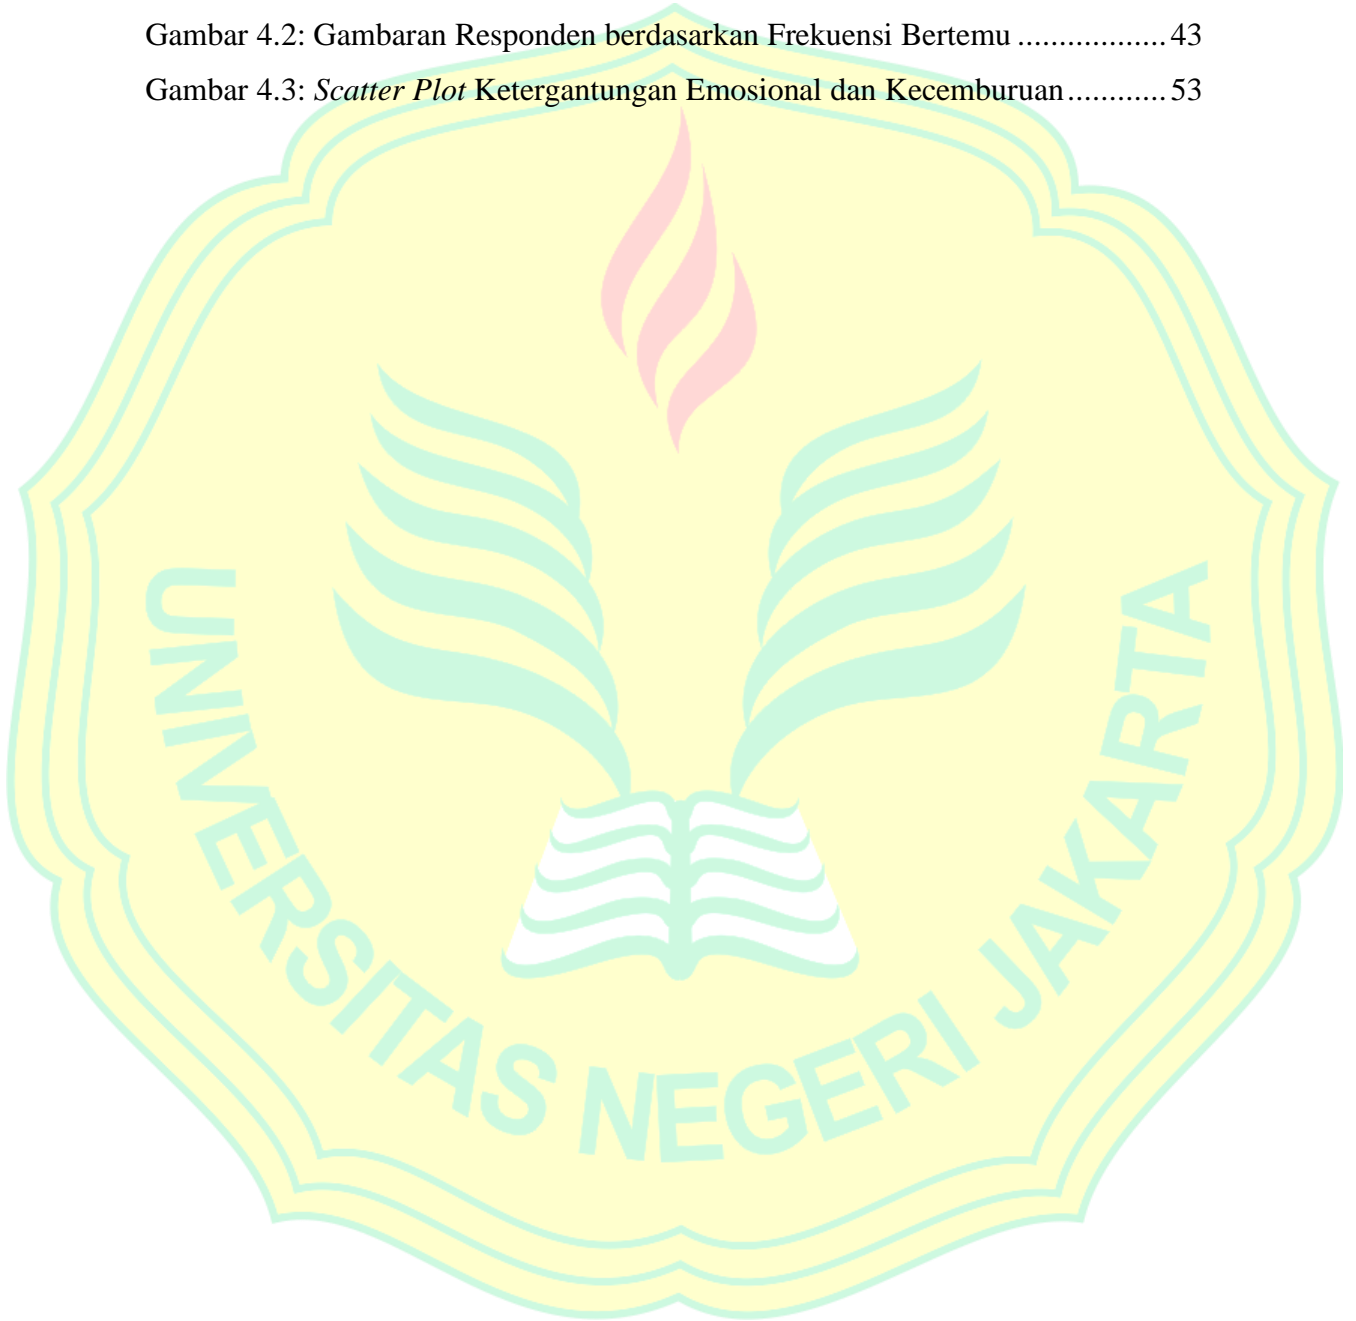 Gambar 4.2: Gambaran Responden berdasarkan Frekuensi Bertemu .................. 43
Gambar 4.3: Scatter Plot Ketergantungan Emosional dan Kecemburuan............ 53
UNIVERSITAS NEGERI JAKARTA